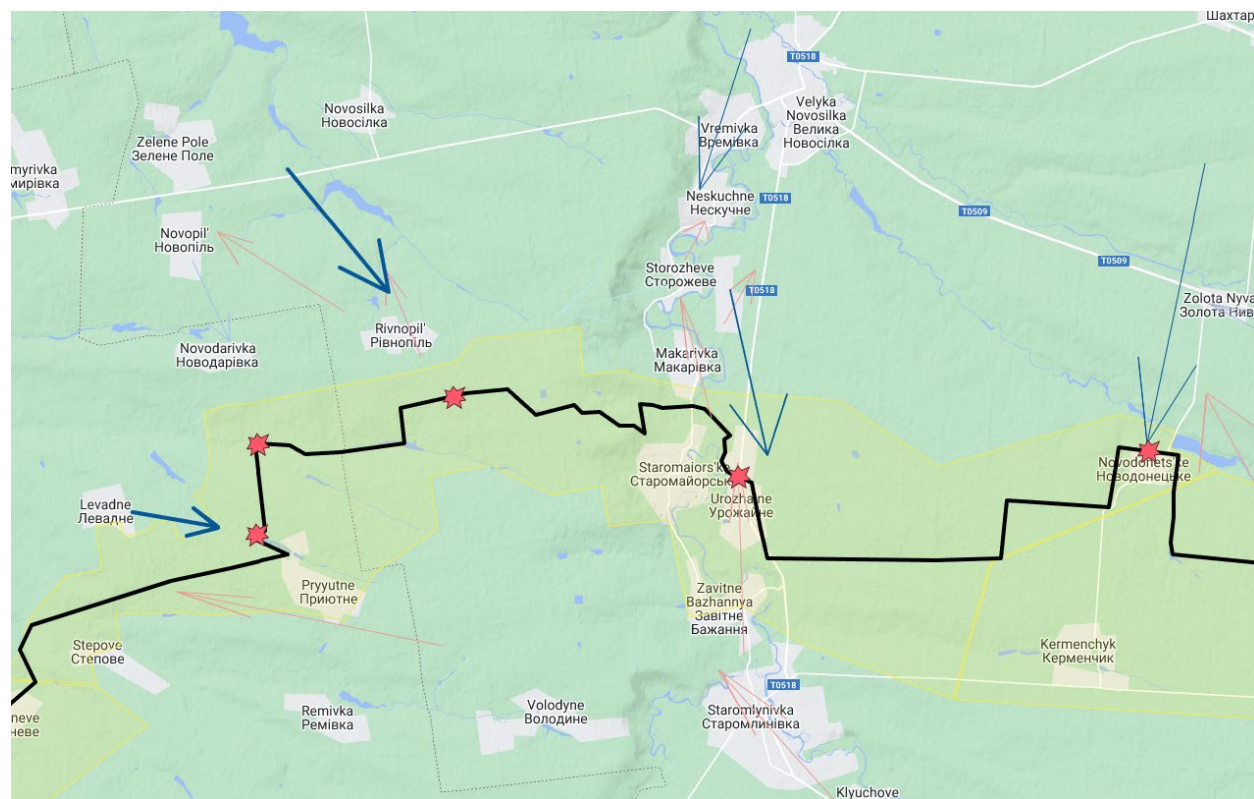 Шахтар
T0518
Novosilka
Новосілка
Velyka
Novosilka
Велика
Новосілка
Vremivka
Времівка
Zelene Pole
Зелене Поле
myrivka
мирівка
Neskuchne
Нескучне
T0518
T0509
Novopil'
Новопіль
T0509
Storozheve
Сторожеве
T0518
Zolota Nyva
Золота Нив
Rivnopil'
Рівнопіль
Novodarivka
Новодарівка
Makarivka
Макарівка
Staromaiors'ke
Старомайорськ
Novodonets'ke
Новодонецьке
Urozhaine
Урожайне
Levadne
Левадне
Pryyutne
Приютне
Zavitne
Bazhannya
Завітне
Бажання
Stepove
Степове
Kermenchyk
Керменчик
T0518
Remivka
Ремівка
Volodyne
Володине
Staromlynivka
Старомлинівка
neve
неве
Klyuchove